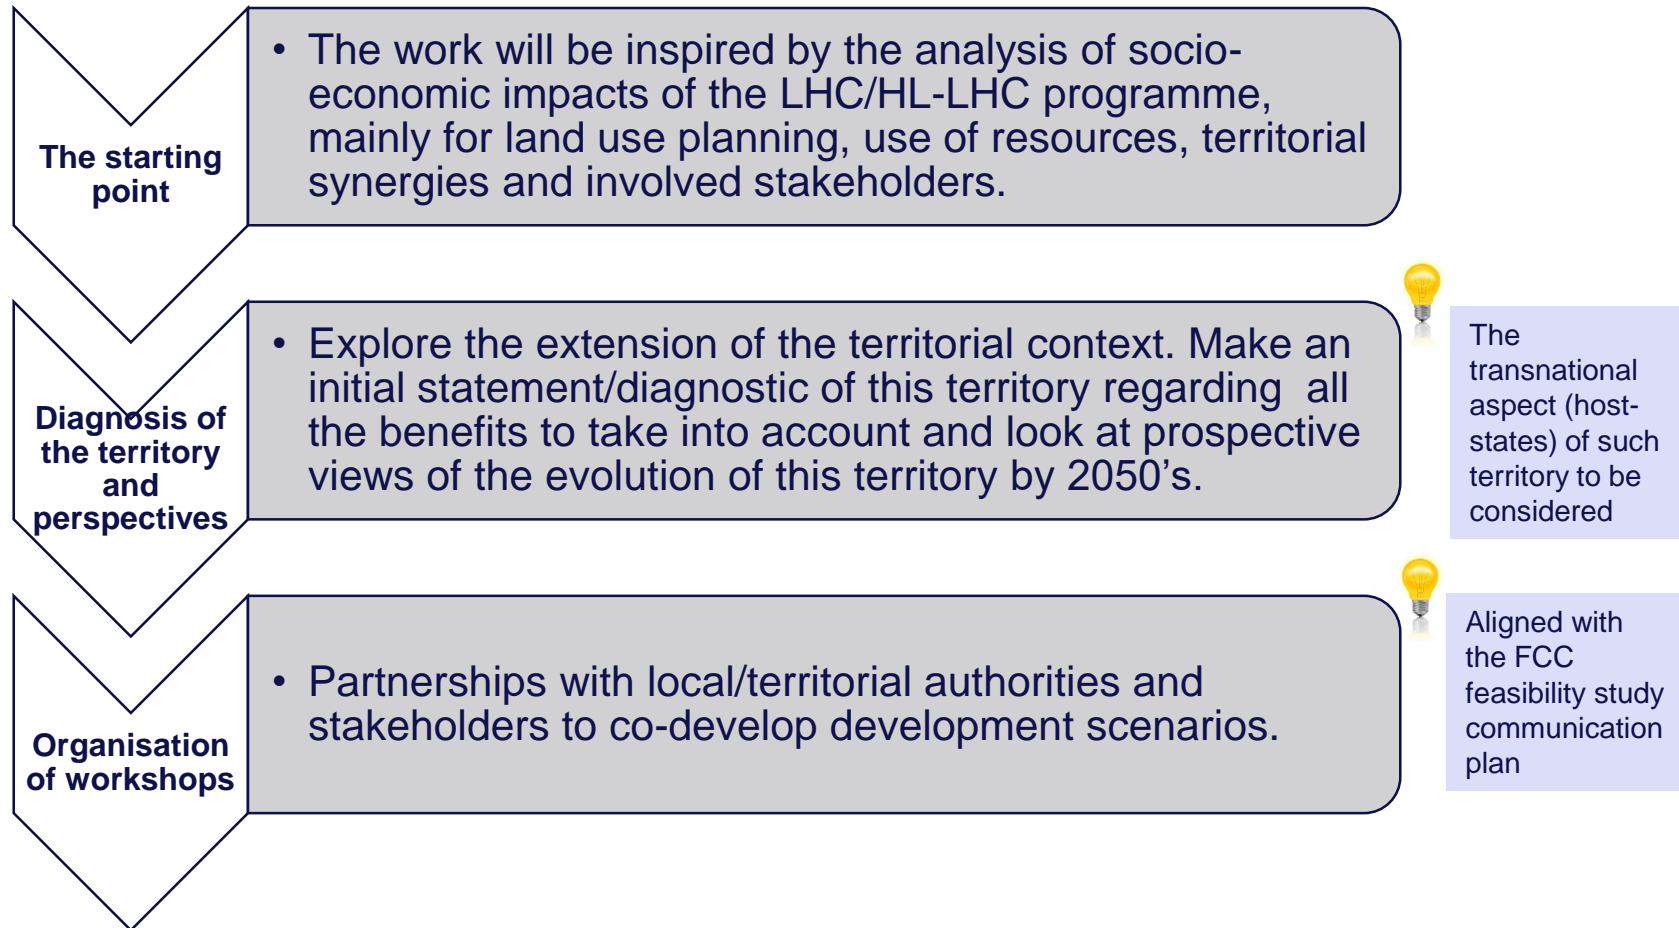 The starting
point
• The work will be inspired by the analysis of socio-
economic impacts of the LHC/HL-LHC programme,
mainly for land use planning, use of resources, territorial
synergies and involved stakeholders.
Diagnosis of
the territory
and
perspectives
• Explore the extension of the territorial context. Make an
initial statement/diagnostic of this territory regarding  all
the benefits to take into account and look at prospective
views of the evolution of this territory by 2050’s.
The
transnational
aspect (host-
states) of such
territory to be
considered
Organisation
of workshops
• Partnerships with local/territorial authorities and
stakeholders to co-develop development scenarios.
Aligned with
the FCC
feasibility study
communication
plan